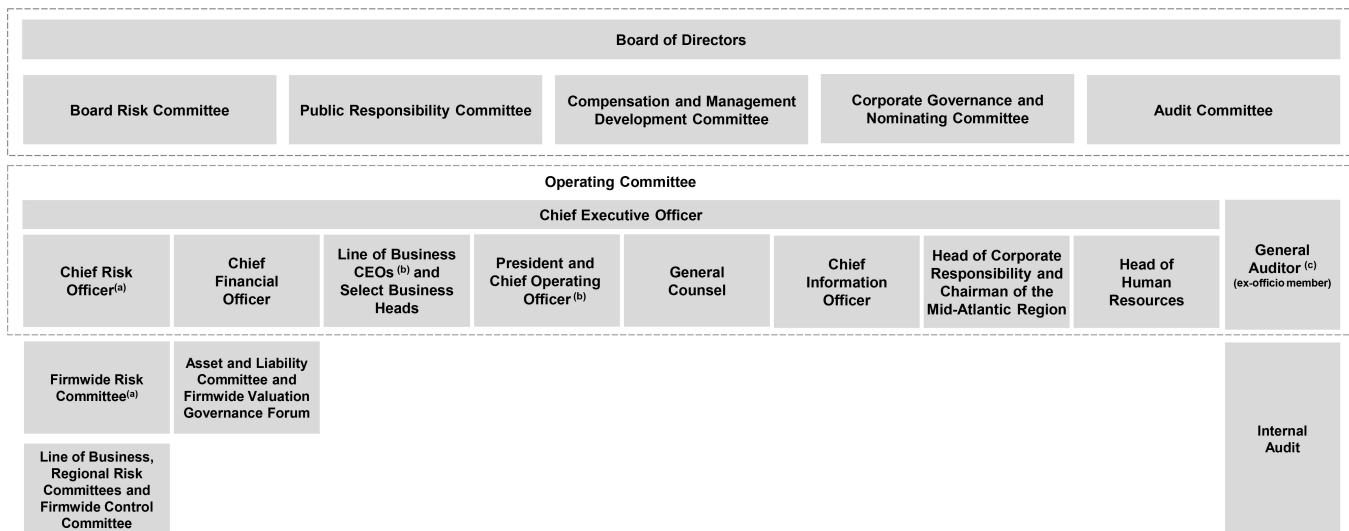 Board of Directors
Board Risk Committee
Public Responsibility Committee
Compensation and Management
Development Committee
Corporate Governance and
Nominating Committee
Audit Committee
Operating Committee
Chief Executive Officer
Chief Risk
Officer(a)
Chief
Financial
Officer
Line of Business
CEOs (b) and
Select Business
Heads
President and
Chief Operating
Officer (b)
General
Counsel
Chief
Information
Officer
Head of Corporate
Responsibility and
Chairman of the
Mid-Atlantic Region
Head of
Human
Resources
General
Auditor (c)
(ex-officio member)
Firmwide Risk
Committee(a)
Asset and Liability
Committee and
Firmwide Valuation
Governance Forum
Internal
Audit
Line of Business,
Regional Risk
Committees and
Firmwide Control
Committee